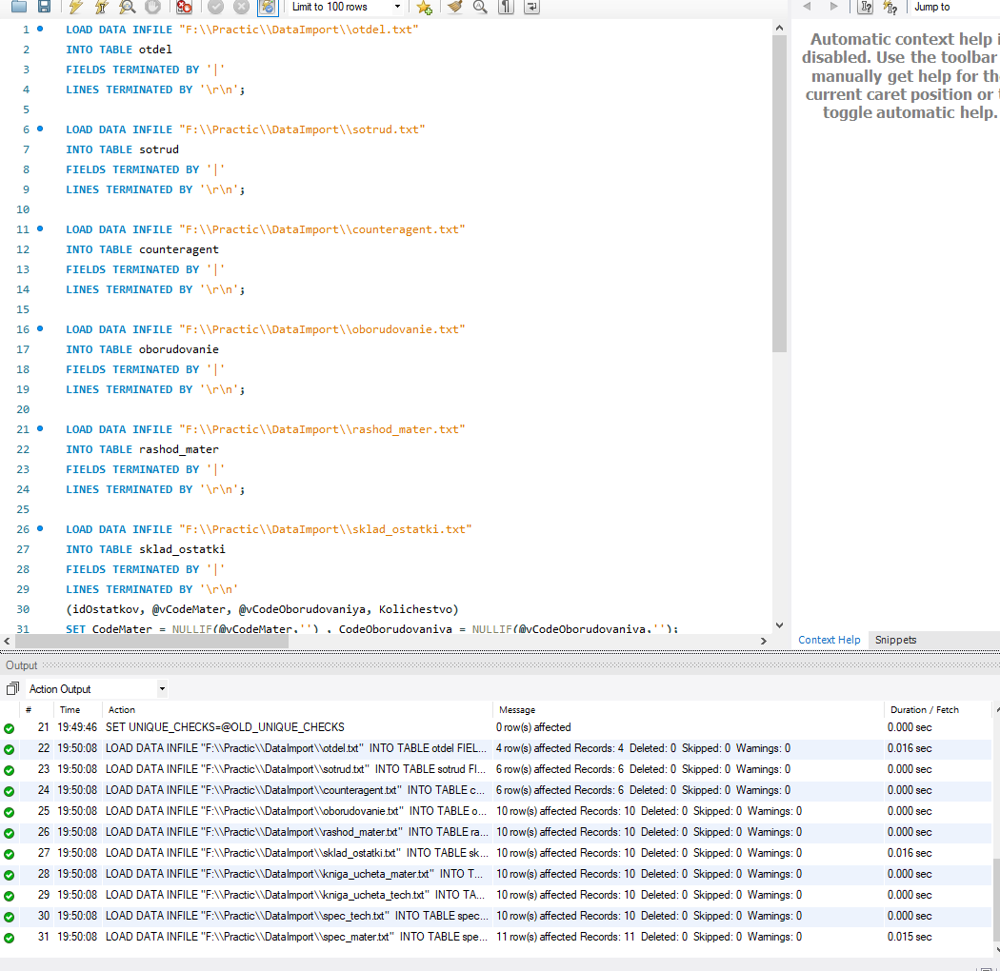 Limit to 100 rows
Jump to
1 LOAD DATA INFILE "F:\\Practic\\DataImport\\otdel.txt"
2 INTO TABLE otdel
3 FIELDS TERMINATED BY '|'
4 LINES TERMINATED BY '\r\n';
5
6 LOAD DATA INFILE "F:\\Practic\\DataImport\\sotrud.txt"
7 INTO TABLE sotrud
8 FIELDS TERMINATED BY '|'
9 LINES TERMINATED BY '\r\n';
10
11 LOAD DATA INFILE "F:\\Practic\\DataImport\\counteragent.txt"
12 INTO TABLE counteragent
13 FIELDS TERMINATED BY '|'
14 LINES TERMINATED BY '\r\n';
15
16 LOAD DATA INFILE "F:\\Practic\\DataImport\\oborudovanie.txt"
17 INTO TABLE oborudovanie
18 FIELDS TERMINATED BY '|'
19 LINES TERMINATED BY '\r\n';
20
21 LOAD DATA INFILE "F:\\Practic\\DataImport\\rashod_mater.txt"
22 INTO TABLE rashod_mater
23 FIELDS TERMINATED BY '|'
24 LINES TERMINATED BY '\r\n';
25
26 LOAD DATA INFILE "F:\\Practic\\DataImport\\sklad_ostatki.txt"
27 INTO TABLE sklad_ostatki
28 FIELDS TERMINATED BY '|'
29 LINES TERMINATED BY '\r\n'
30 (idOstatkov, @vCodeMater, @vCodeOborudovaniya, Kolichestvo)
31 SET CodeMater = NULLIF(@vCodeMater,'') , CodeOborudovaniya = NULLIF(@vCodeOborudovaniya,'');
Automatic context help i
disabled. Use the toolbar
manually get help for the
current caret position or t
toggle automatic help.
Context Help Snippets
Output
Action Output
# Time Action Message Duration / Fetch
21 19:49:46 SET UNIQUE_CHECKS=@OLD_UNIQUE_CHECKS 0 row(s) affected 0.000 sec
22 19:50:08 LOAD DATA INFILE "F:\\Practic\\DataImport\\otdel.txt" INTO TABLE otdel FIEL... 4 row(s) affected Records: 4 Deleted: 0 Skipped: 0 Warnings: 0 0.016 sec
23 19:50:08 LOAD DATA INFILE "F:\\Practic\\DataImport\\sotrud.txt" INTO TABLE sotrud FI... 6 row(s) affected Records: 6 Deleted: 0 Skipped: 0 Warnings: 0 0.000 sec
24 19:50:08 LOAD DATA INFILE "F:\\Practic\\DataImport\\counteragent.txt" INTO TABLE c... 6 row(s) affected Records: 6 Deleted: 0 Skipped: 0 Warnings: 0 0.000 sec
25 19:50:08 LOAD DATA INFILE "F:\\Practic\\DataImport\\oborudovanie.txt" INTO TABLE o... 10 row(s) affected Records: 10 Deleted: 0 Skipped: 0 Warnings: 0 0.000 sec
26 19:50:08 LOAD DATA INFILE "F:\\Practic\\DataImport\\rashod_mater.txt" INTO TABLE ra... 10 row(s) affected Records: 10 Deleted: 0 Skipped: 0 Warnings: 0 0.000 sec
27 19:50:08 LOAD DATA INFILE "F:\\Practic\\DataImport\\sklad_ostatki.txt" INTO TABLE sk... 10 row(s) affected Records: 10 Deleted: 0 Skipped: 0 Warnings: 0 0.016 sec
28 19:50:08 LOAD DATA INFILE "F:\\Practic\\DataImport\\kniga_ucheta_mater.txt" INTO T... 10 row(s) affected Records: 10 Deleted: 0 Skipped: 0 Warnings: 0 0.000 sec
29 19:50:08 LOAD DATA INFILE "F:\\Practic\\DataImport\\kniga_ucheta_tech.txt" INTO TA... 10 row(s) affected Records: 10 Deleted: 0 Skipped: 0 Warnings: 0 0.000 sec
30 19:50:08 LOAD DATA INFILE "F:\\Practic\\DataImport\\spec_tech.txt" INTO TABLE spec... 10 row(s) affected Records: 10 Deleted: 0 Skipped: 0 Warnings: 0 0.000 sec
31 19:50:08 LOAD DATA INFILE "F:\\Practic\\DataImport\\spec_mater.txt" INTO TABLE spe... 11 row(s) affected Records: 11 Deleted: 0 Skipped: 0 Warnings: 0 0.015 sec